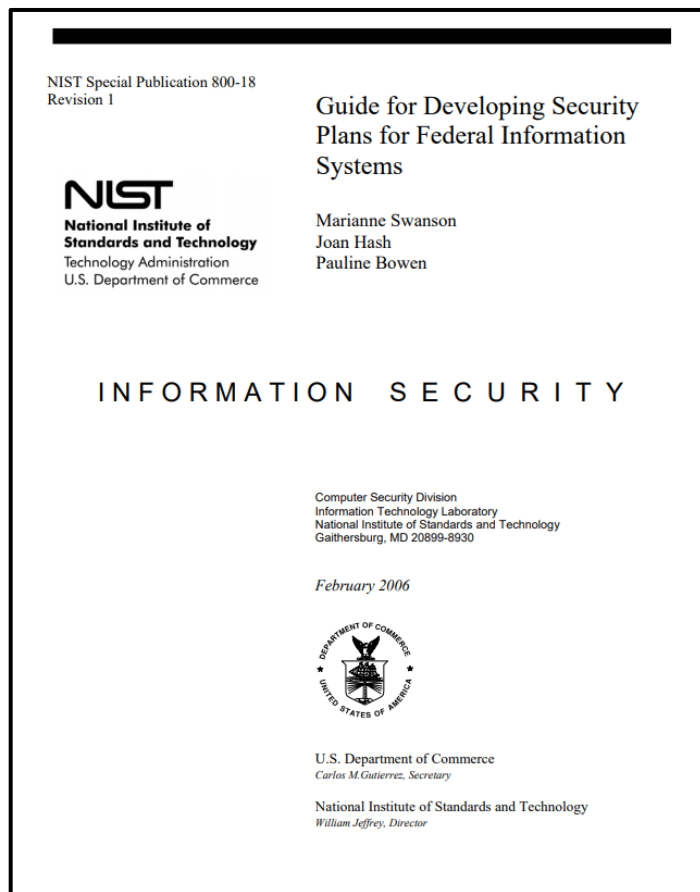 NIST Special Publication 800-18
Revision 1
Guide for Developing Security
Plans for Federal Information
Systems
NIST
National Institute of
Standards and Technology
Technology Administration
U.S. Department of Commerce
Marianne Swanson
Joan Hash
Pauline Bowen
INFORMATION SECURITY
Computer Security Division
Information Technology Laboratory
National Institute of Standards and Technology
Gaithersburg, MD 20899-8930
February 2006
DEPARTMENT OF COMMERCE
UNITED STATES OF AMERICA
U.S. Department of Commerce
Carlos M.Gutierrez, Secretary
National Institute of Standards and Technology
William Jeffrey, Director